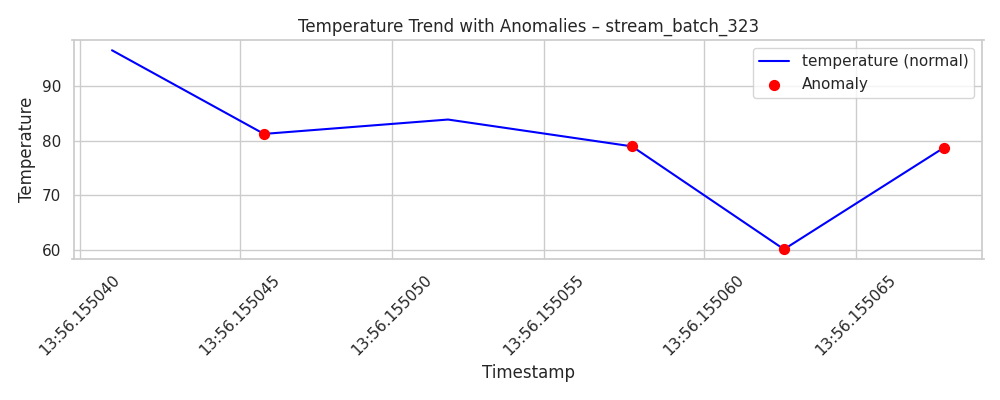 Temperature Trend with Anomalies – stream_batch_323
temperature (normal)
Anomaly
Temperature
90
80
70
60
13:56.155040
13:56.155045
13:56.155050
13:56.155055
13:56.155060
13:56.155065
Timestamp